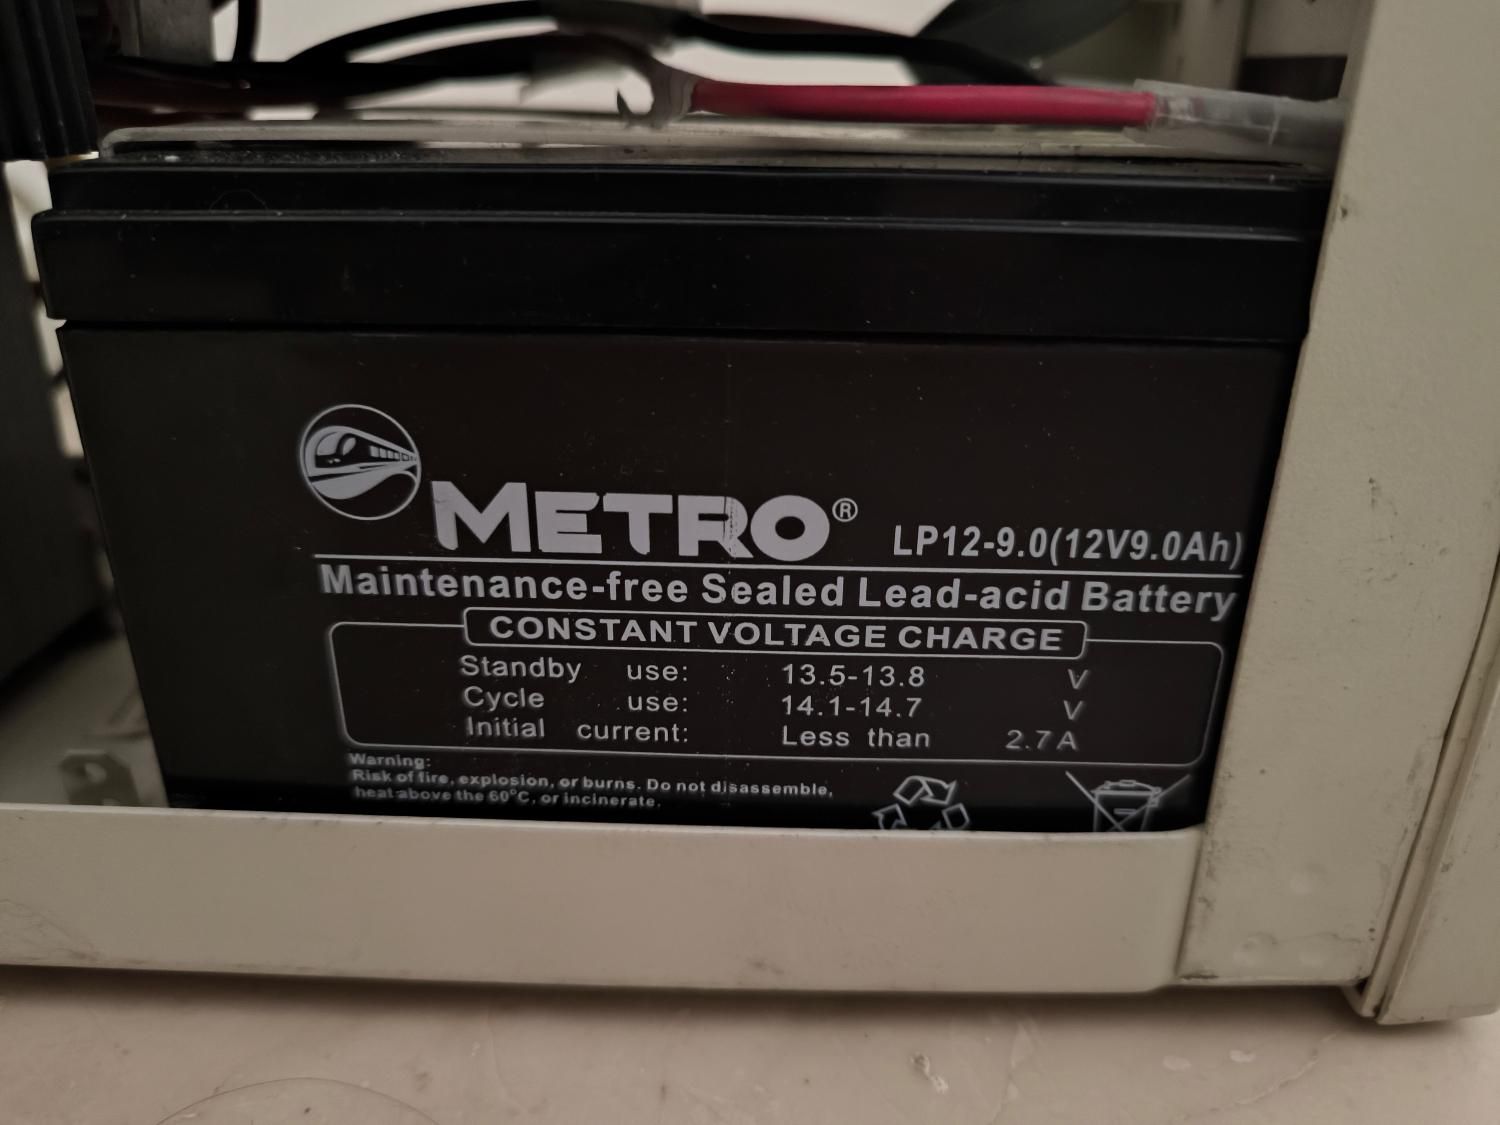 METRO®
LP12-9.0(12V9.0Ah)
Maintenance-free Sealed Lead-acid Battery
CONSTANT VOLTAGE CHARGE
Standby use: 13.5-13.8 V
Cycle use: 14.1-14.7 V
Initial current: Less than 2.7A
Warning:
Risk of fire, explosion, or burns. Do not disassemble,
heat above the 60°C, or incinerate.